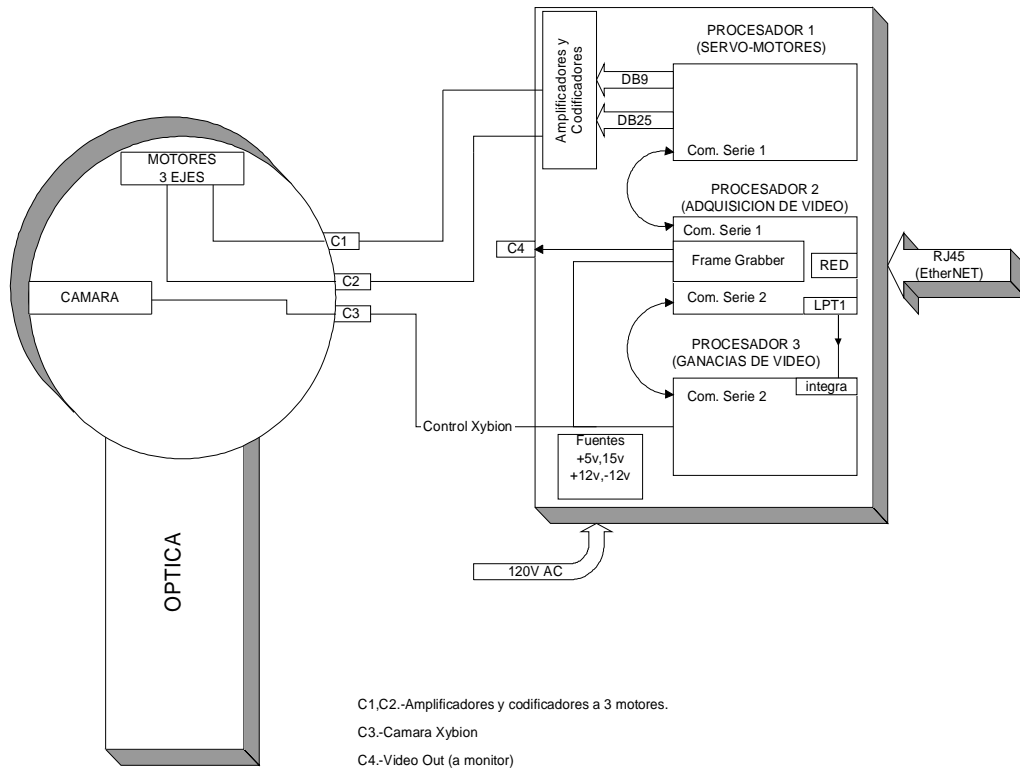 PROCESADOR 1
(SERVO-MOTORES)
Amplificadores y
Codificadores
DB9
DB25
Com. Serie 1
MOTORES
3 EJES
PROCESADOR 2
(ADQUISICION DE VIDEO)
Com. Serie 1
C1
C4
Frame Grabber
RED
RJ45
(EtherNET)
C2
CAMARA
C3
Com. Serie 2
LPT1
PROCESADOR 3
(GANACIAS DE VIDEO)
integra
Com. Serie 2
Control Xybion
Fuentes
+5v,15v
+12v,-12v
OPTICA
120V AC
C1,C2.-Amplificadores y codificadores a 3 motores.
C3.-Camara Xybion
C4.-Video Out (a monitor)